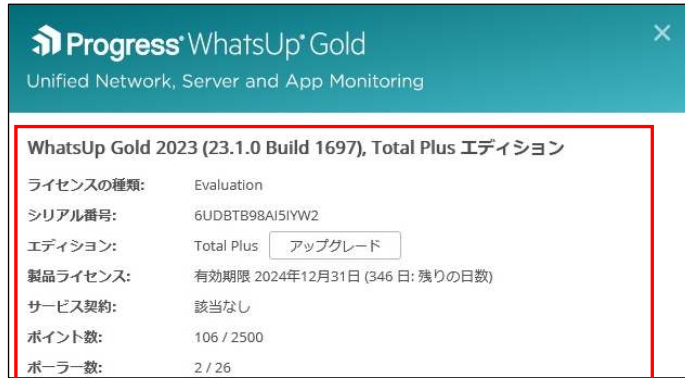 Progress® WhatsUp® Gold
Unified Network, Server and App Monitoring
WhatsUp Gold 2023 (23.1.0 Build 1697), Total Plus エディション
ライセンスの種類: Evaluation
シリアル番号: 6UDBTB98AI5IYW2
エディション: Total Plus アップグレード
製品ライセンス: 有効期限 2024年12月31日 (346 日: 残りの日数)
サービス契約: 該当なし
ポイント数: 106 / 2500
ポーラー数: 2 / 26